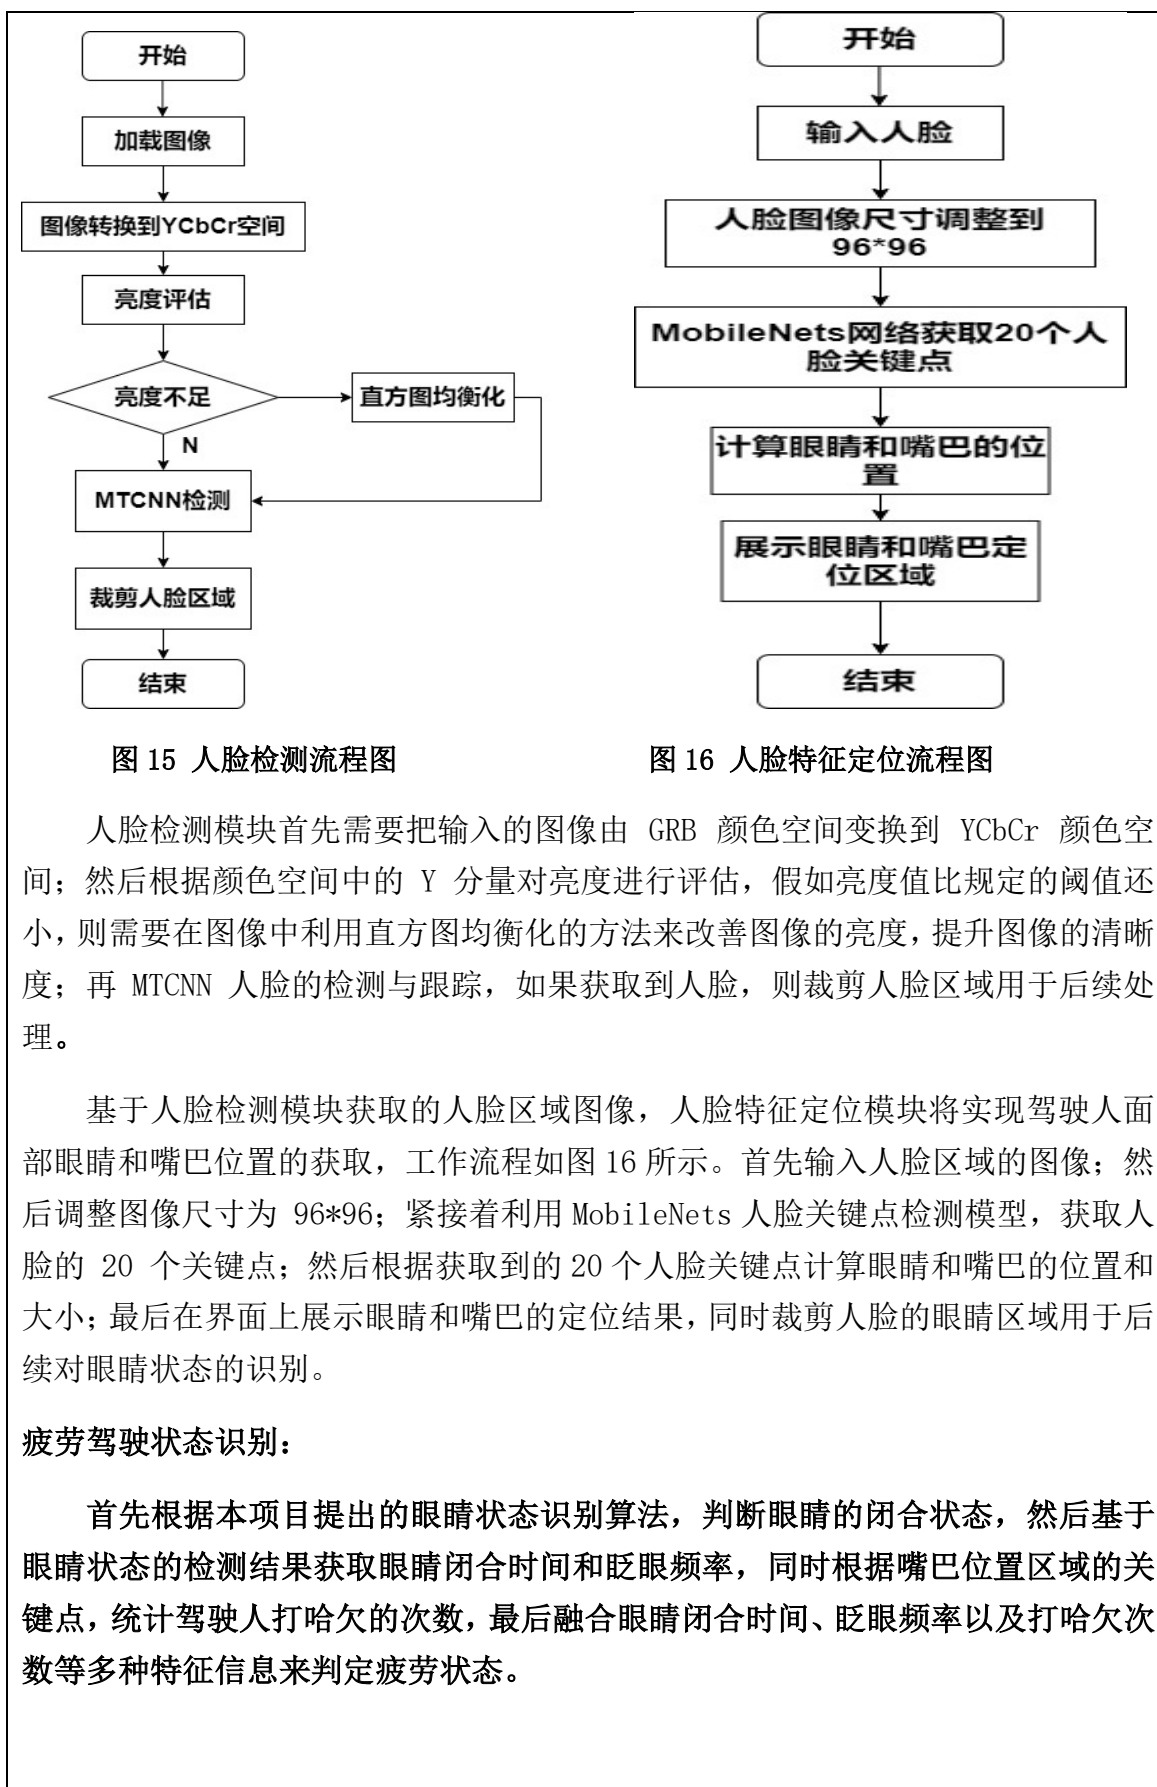 开始
加载图像
图像转换到YCbCr空间
亮度评估
亮度不足
直方图均衡化
N
MTCNN检测
裁剪人脸区域
结束
开始
输入人脸
人脸图像尺寸调整到
96*96
MobileNets网络获取20个人
脸关键点
计算眼睛和嘴巴的位
置
展示眼睛和嘴巴定
位区域
结束
图 15 人脸检测流程图
图 16 人脸特征定位流程图
人脸检测模块首先需要把输入的图像由 GRB 颜色空间变换到 YCbCr 颜色空
间；然后根据颜色空间中的 Y 分量对亮度进行评估，假如亮度值比规定的阈值还
小，则需要在图像中利用直方图均衡化的方法来改善图像的亮度，提升图像的清晰
度；再 MTCNN 人脸的检测与跟踪，如果获取到人脸，则裁剪人脸区域用于后续处
理。
基于人脸检测模块获取的人脸区域图像，人脸特征定位模块将实现驾驶人面
部眼睛和嘴巴位置的获取，工作流程如图 16 所示。首先输入人脸区域的图像；然
后调整图像尺寸为 96*96；紧接着利用 MobileNets 人脸关键点检测模型，获取人
脸的 20 个关键点；然后根据获取到的 20 个人脸关键点计算眼睛和嘴巴的位置和
大小；最后在界面上展示眼睛和嘴巴的定位结果，同时裁剪人脸的眼睛区域用于后
续对眼睛状态的识别。
疲劳驾驶状态识别：
首先根据本项目提出的眼睛状态识别算法，判断眼睛的闭合状态，然后基于
眼睛状态的检测结果获取眼睛闭合时间和眨眼频率，同时根据嘴巴位置区域的关
键点，统计驾驶人打哈欠的次数，最后融合眼睛闭合时间、眨眼频率以及打哈欠次
数等多种特征信息来判定疲劳状态。